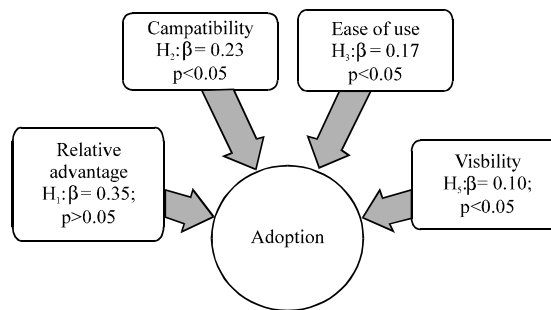 Campatibility
H₂:β= 0.23
p<0.05
Ease of use
H₃:β= 0.17
p<0.05
Relative
advantage
H₁:β= 0.35;
p>0.05
Visbility
H₅:β= 0.10;
p<0.05
Adoption